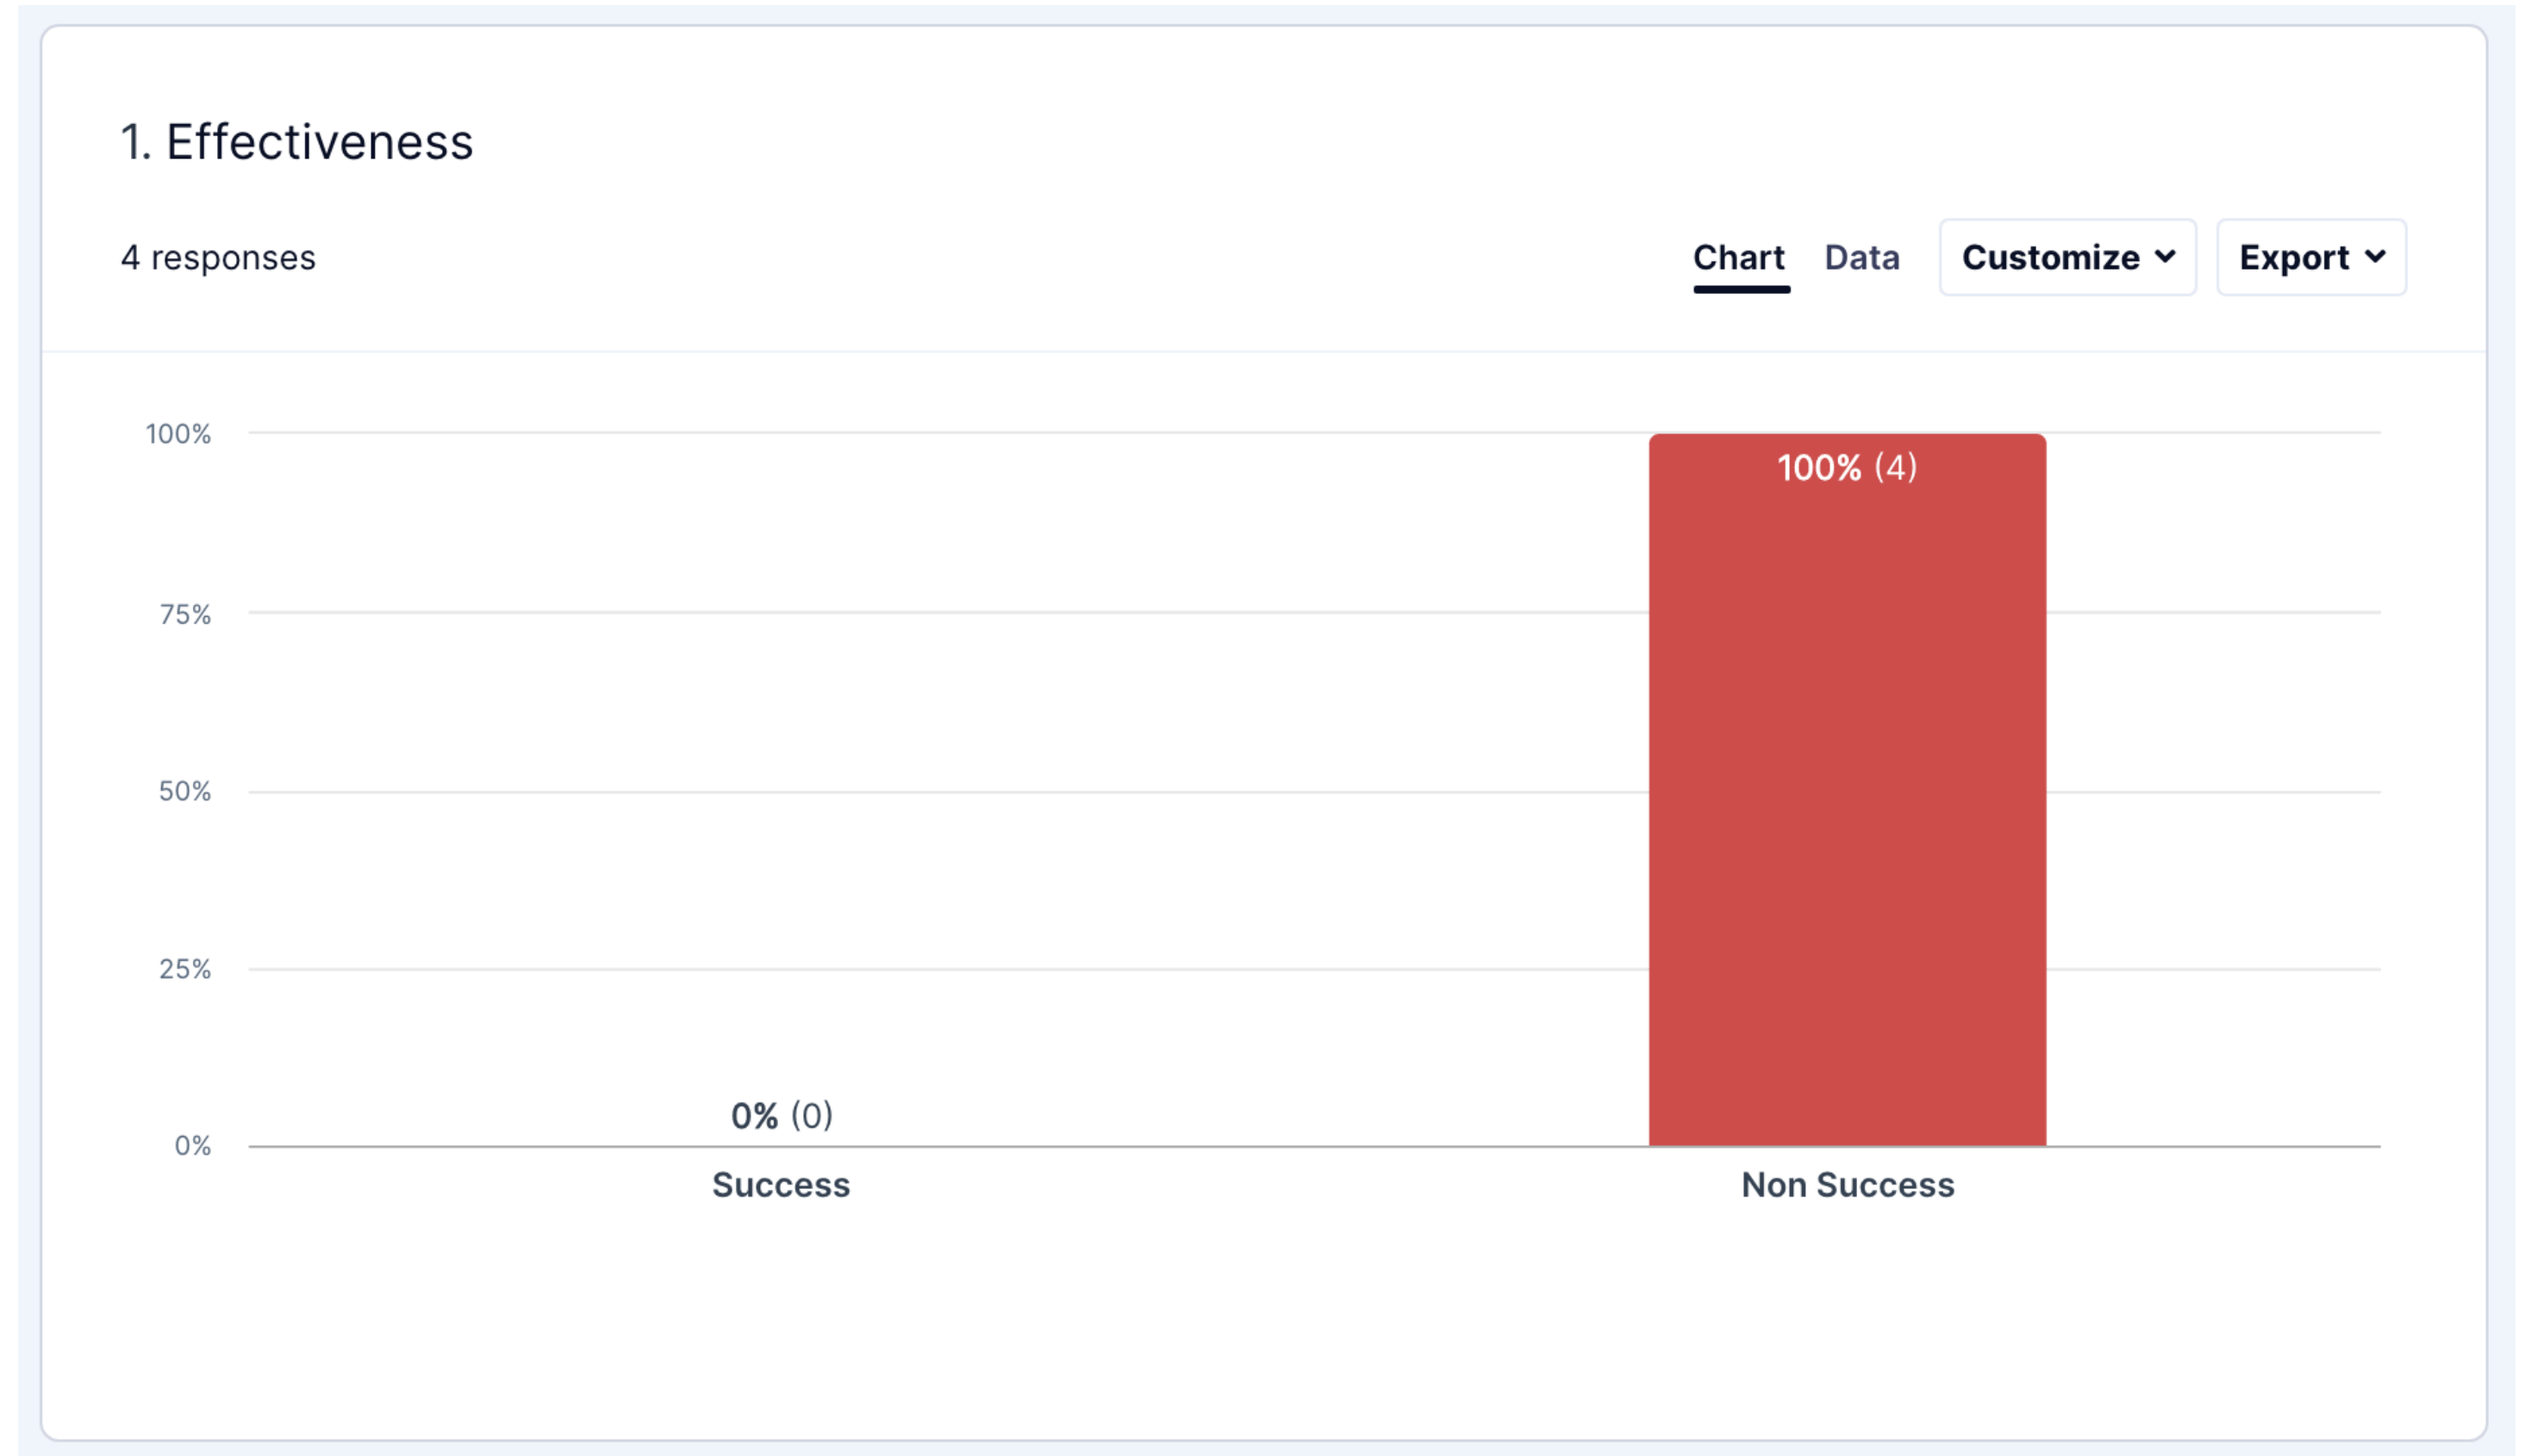 1. Effectiveness
4 responses
Chart Data Customize Export
100%
100% (4)
75%
50%
25%
0% (0)
0%
Success Non Success